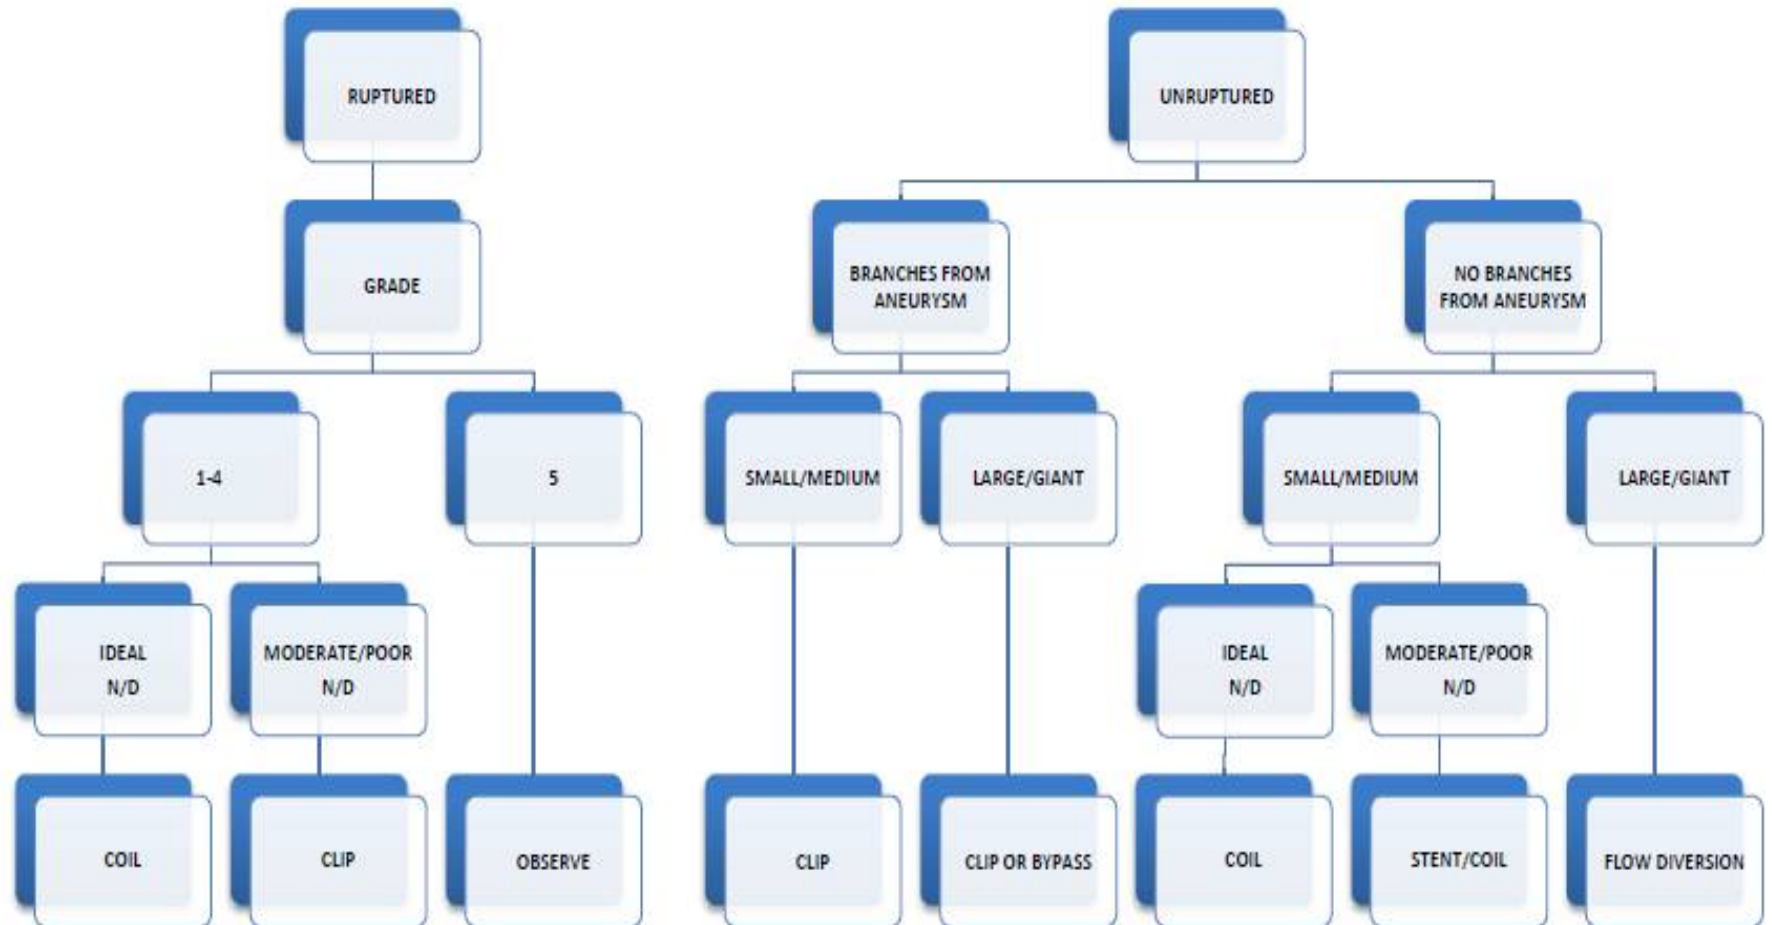 RUPTURED
UNRUPTURED
GRADE
BRANCHES FROM
ANEURYSM
NO BRANCHES
FROM ANEURYSM
1-4
5
SMALL/MEDIUM
LARGE/GIANT
SMALL/MEDIUM
LARGE/GIANT
IDEAL
N/D
MODERATE/POOR
N/D
IDEAL
N/D
MODERATE/POOR
N/D
COIL
CLIP
OBSERVE
CLIP
CLIP OR BYPASS
COIL
STENT/COIL
FLOW DIVERSION